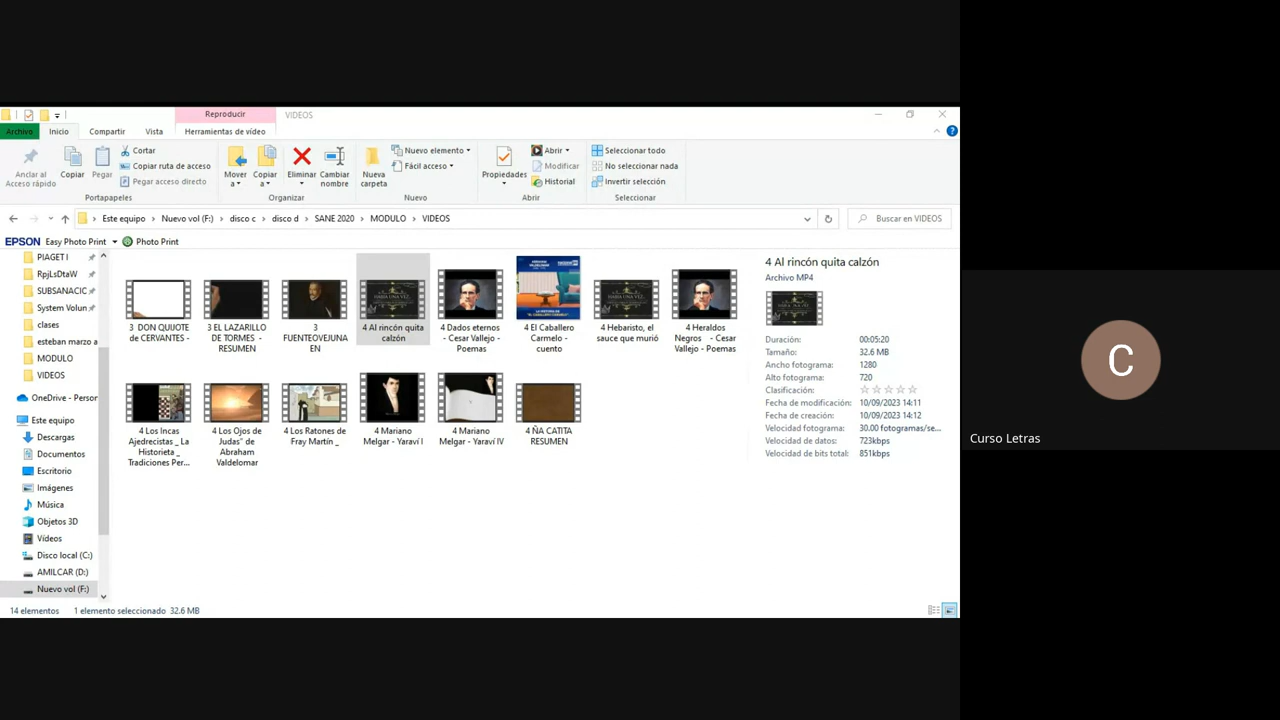 Reproducir
VIDEOS
Archivo
Inicio
Compartir
Vista
Herramientas de vídeo
Anclar al
Acceso rápido
Copiar
Pegar
Cortar
Copiar ruta de acceso
Pegar acceso directo
Portapapeles
Mover
a
Copiar
a
Eliminar
Cambiar
nombre
Organizar
Nueva
carpeta
Nuevo elemento
Fácil acceso
Nuevo
Propiedades
Abrir
Modificar
Historial
Abrir
Seleccionar todo
No seleccionar nada
Invertir selección
Seleccionar
Este equipo
Nuevo vol (F:)
disco c
disco d
SANE 2020
MODULO
VIDEOS
Buscar en VIDEOS
EPSON Easy Photo Print
Photo Print
PIAGET I
RpjLsDtaW
SUBSANACIC
System Volun
clases
esteban marzo a
MODULO
VIDEOS
OneDrive - Persor
Este equipo
Descargas
Documentos
Escritorio
Imágenes
Música
Objetos 3D
Vídeos
Disco local (C:)
AMILCAR (D:)
Nuevo vol (F:)
3 DON QUIJOTE
de CERVANTES -
3 EL LAZARILLO
DE TORMES -
RESUMEN
3
FUENTEOVEJUNA
EN
4 Al rincón quita
calzón
4 Dados eternos
- Cesar Vallejo -
Poemas
4 El Caballero
Carmelo -
cuento
4 Hebaristo, el
sauce que murió
4 Heraldos
Negros - Cesar
Vallejo - Poemas
4 Los Incas
Ajedrecistas _ La
Historieta _
Tradiciones Per...
4 Los Ojos de
Judas" de
Abraham
Valdelomar
4 Los Ratones de
Fray Martín _
4 Mariano
Melgar - Yaraví I
4 Mariano
Melgar - Yaraví IV
4 ÑA CATITA
RESUMEN
4 Al rincón quita calzón
Archivo MP4
Duración: 00:05:20
Tamaño: 32.6 MB
Ancho fotograma: 1280
Alto fotograma: 720
Clasificación:
Fecha de modificación: 10/09/2023 14:11
Fecha de creación: 10/09/2023 14:12
Velocidad fotograma: 30.00 fotogramas/se...
Velocidad de datos: 723kbps
Velocidad de bits total: 851kbps
14 elementos
1 elemento seleccionado 32.6 MB
C
Curso Letras